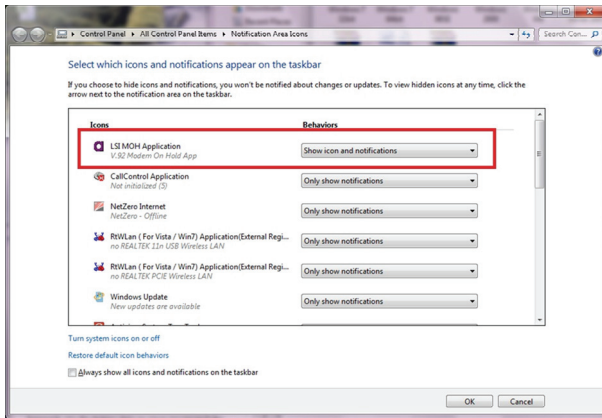 Control Panel ▸ All Control Panel Items ▸ Notification Area Icons
Search Con...
Select which icons and notifications appear on the taskbar
If you choose to hide icons and notifications, you won't be notified about changes or updates. To view hidden icons at any time, click the
arrow next to the notification area on the taskbar.
Icons Behaviors
LSI MOH Application Show icon and notifications
V.92 Modem On Hold App
CallControl Application Only show notifications
Not initialized (5)
NetZero Internet Only show notifications
NetZero - Offline
RtWLan ( For Vista / Win7) Application(External Regi... Only show notifications
no REALTEK 11n USB Wireless LAN
RtWLan ( For Vista / Win7) Application(External Regi... Only show notifications
no REALTEK PCIE Wireless LAN
Windows Update Only show notifications
New updates are available
Turn system icons on or off
Restore default icon behaviors
Always show all icons and notifications on the taskbar
OK Cancel